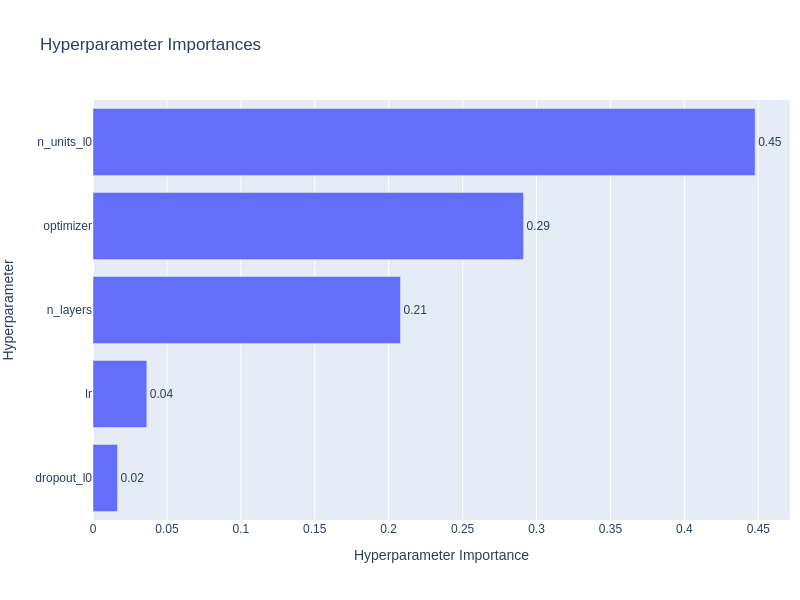 Hyperparameter Importances
Hyperparameter
n_units_l0 0.45
optimizer 0.29
n_layers 0.21
lr 0.04
dropout_l0 0.02
0 0.05 0.1 0.15 0.2 0.25 0.3 0.35 0.4 0.45
Hyperparameter Importance